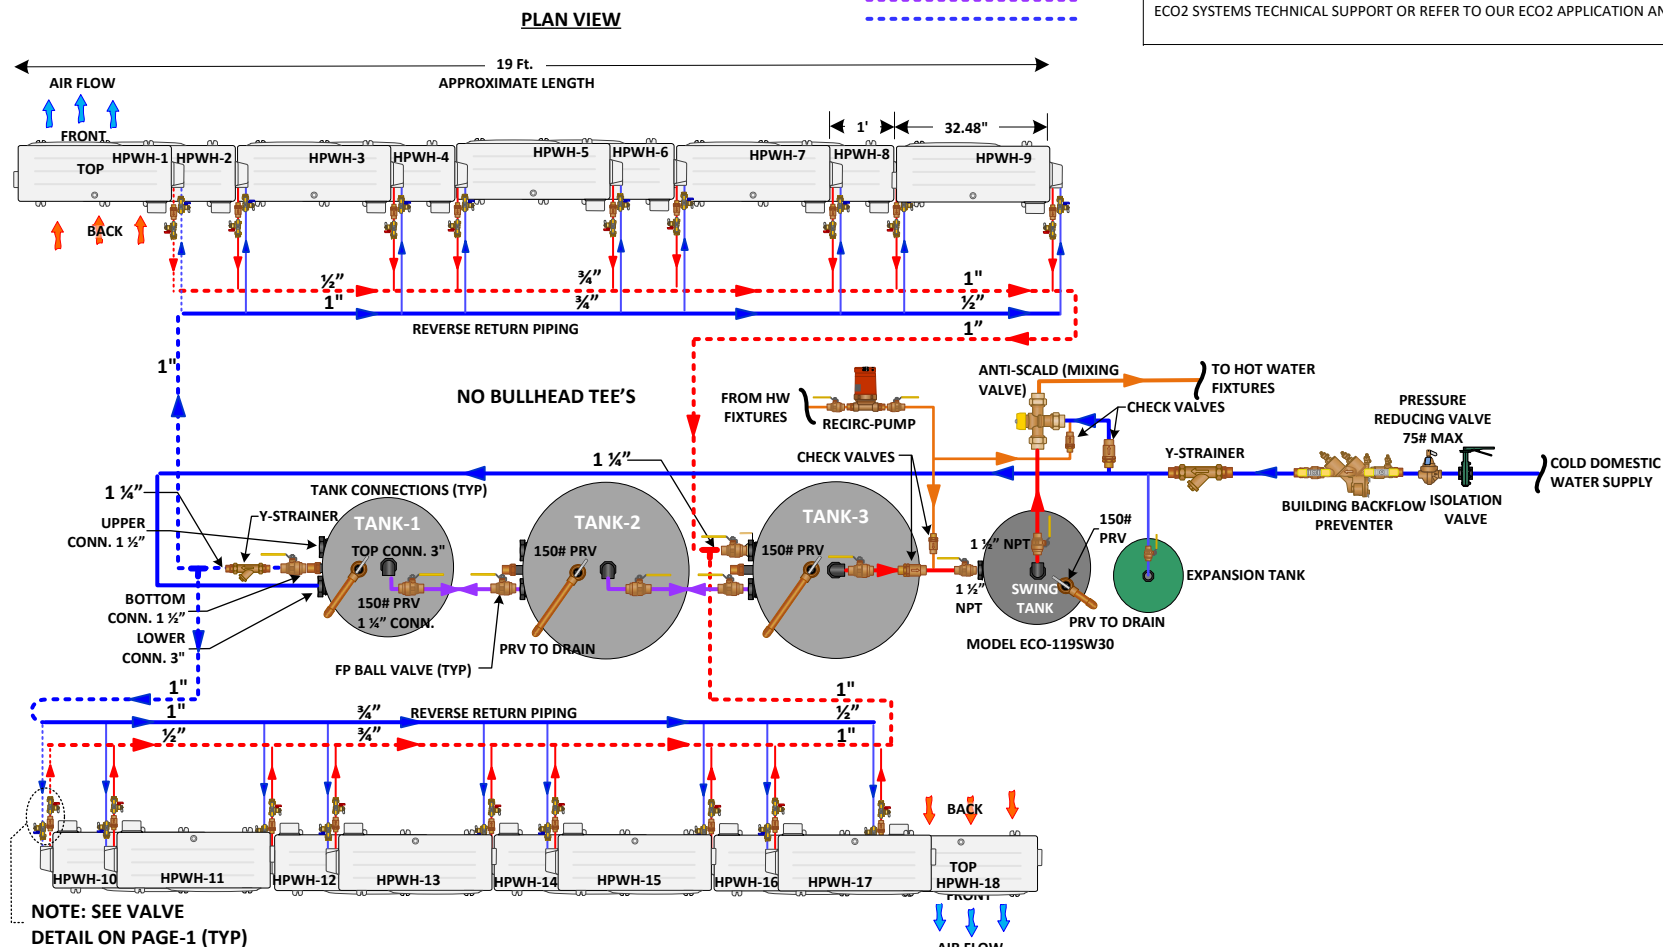 PLAN VIEW
ECO2 SYSTEMS TECHNICAL SUPPORT OR REFER TO OUR ECO2 APPLICATION AN
19 Ft.
APPROXIMATE LENGTH
AIR FLOW
FRONT
TOP
BACK
1'
32.48"
HPWH-1
HPWH-2
HPWH-3
HPWH-4
HPWH-5
HPWH-6
HPWH-7
HPWH-8
HPWH-9
½”
¾”
1"
1"
¾”
½”
REVERSE RETURN PIPING
1”
1"
NO BULLHEAD TEE’S
FROM HW
FIXTURES
RECIRC-PUMP
ANTI-SCALD (MIXING
VALVE)
TO HOT WATER
FIXTURES
CHECK VALVES
PRESSURE
REDUCING VALVE
75# MAX
Y-STRAINER
COLD DOMESTIC
WATER SUPPLY
BUILDING BACKFLOW
PREVENTER
ISOLATION
VALVE
1 ¼”
CHECK VALVES
1 ¼”
TANK CONNECTIONS (TYP)
UPPER
CONN. 1 ½”
Y-STRAINER
TANK-1
TOP CONN. 3"
150# PRV
1 ¼” CONN.
TANK-2
150# PRV
TANK-3
150# PRV
1 ½” NPT
150#
PRV
1 ½”
NPT
SWING
TANK
EXPANSION TANK
PRV TO DRAIN
MODEL ECO-119SW30
BOTTOM
CONN. 1 ½”
LOWER
CONN. 3"
PRV TO DRAIN
FP BALL VALVE (TYP)
1"
1"
1"
¾”
REVERSE RETURN PIPING
½”
½”
¾”
1"
BACK
HPWH-10
HPWH-11
HPWH-12
HPWH-13
HPWH-14
HPWH-15
HPWH-16
HPWH-17
TOP
HPWH-18
FRONT
AIR FLOW
NOTE: SEE VALVE
DETAIL ON PAGE-1 (TYP)